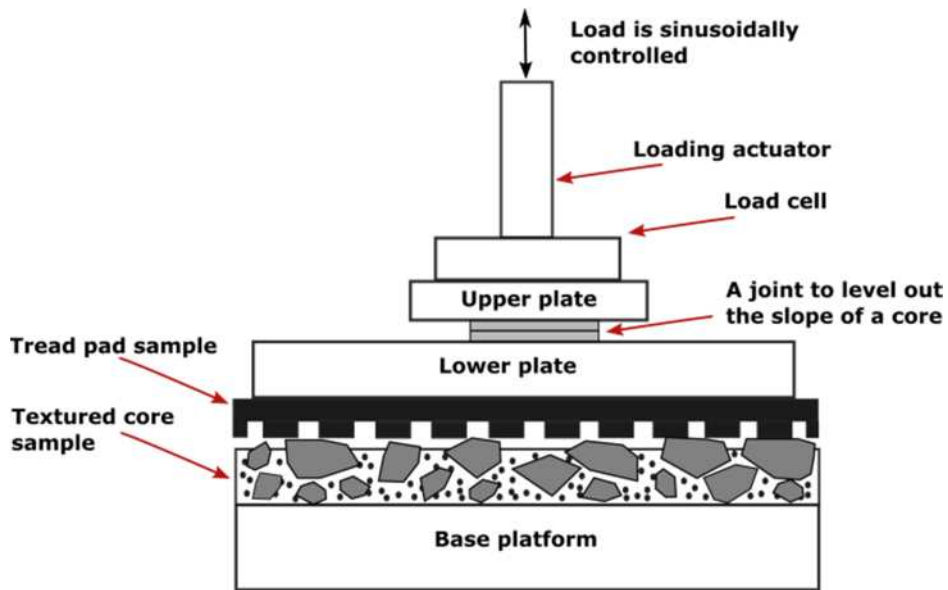 Load is sinusoidally
controlled
Loading actuator
Load cell
Upper plate
A joint to level out
the slope of a core
Tread pad sample
Lower plate
Textured core
sample
Base platform